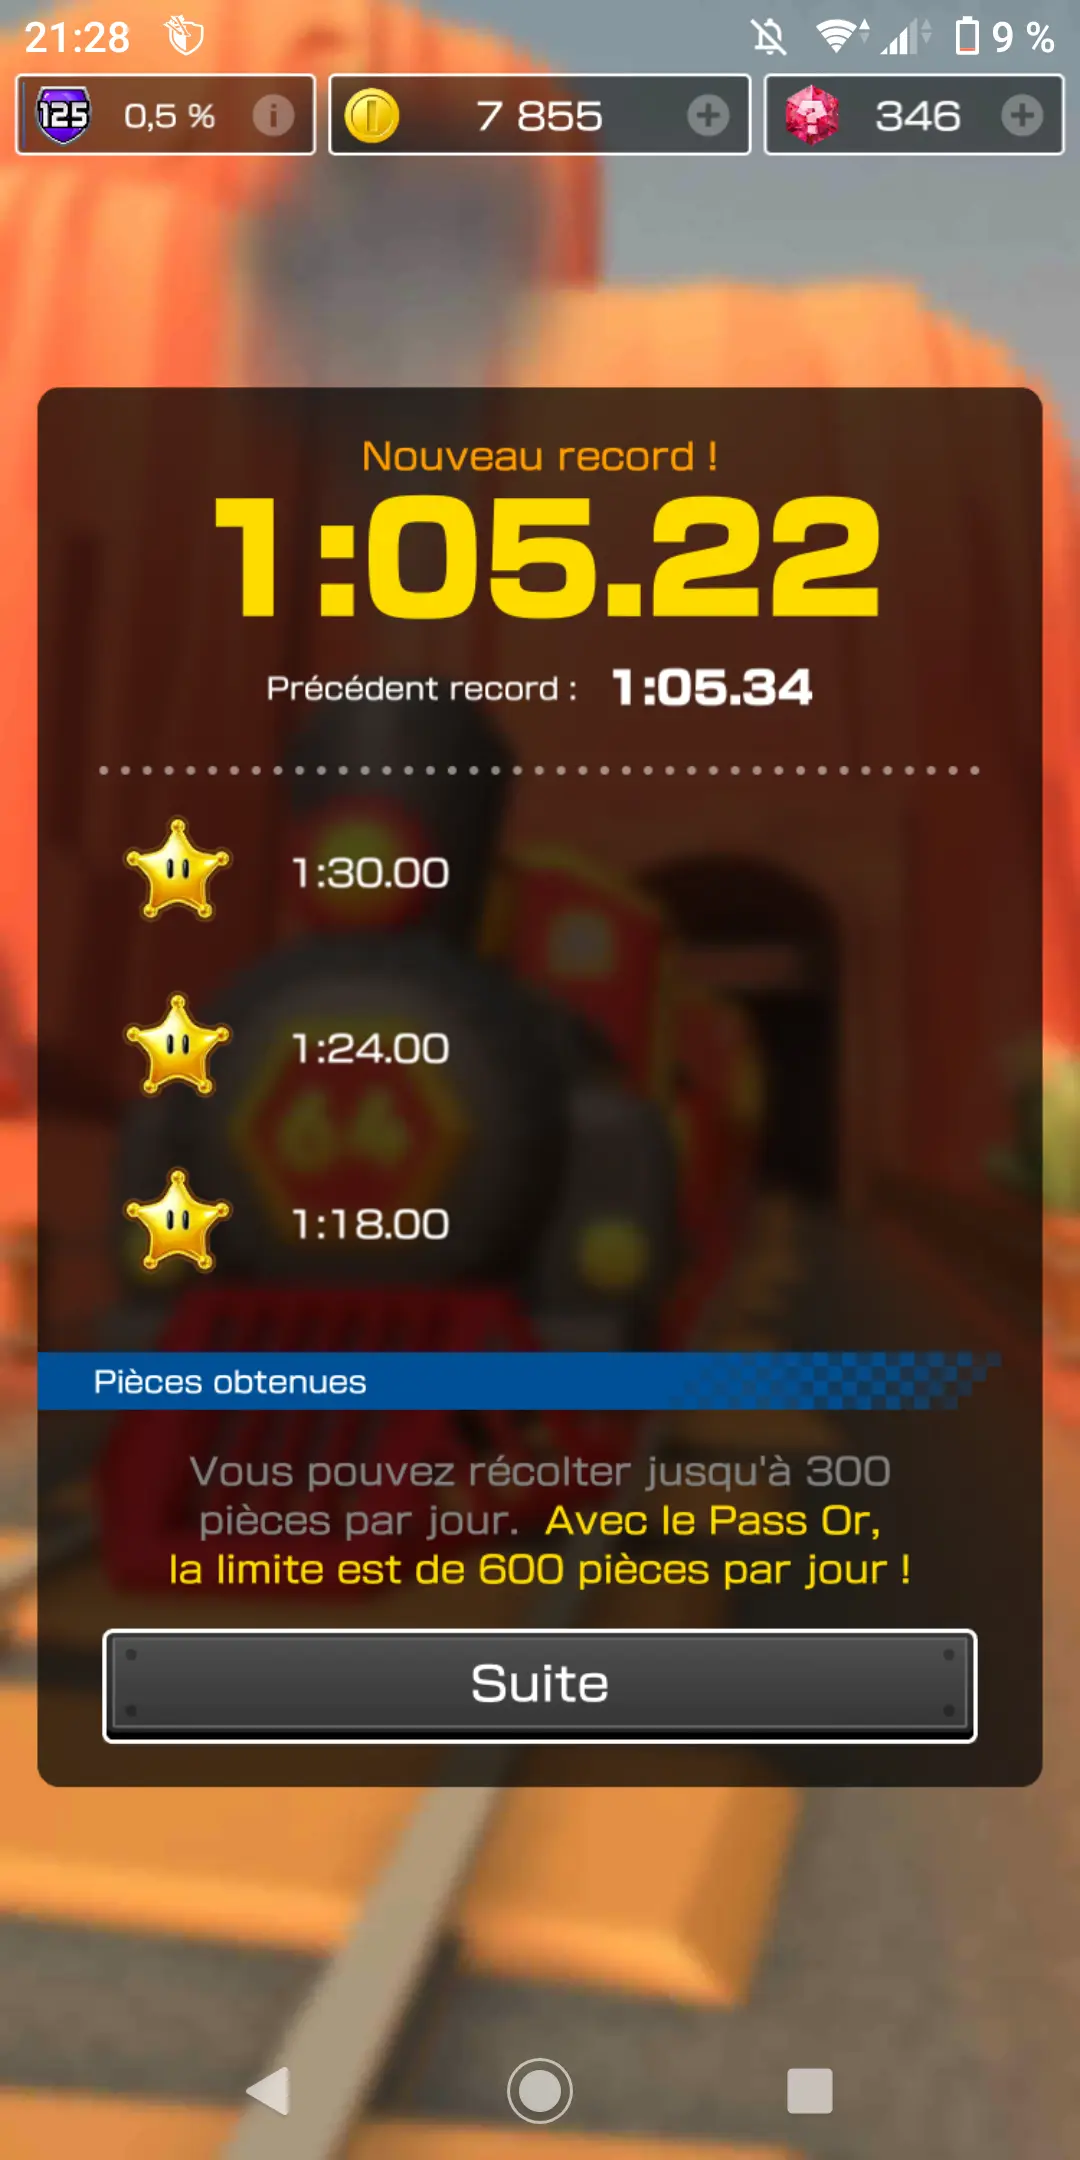 21:28 9 %
125 0,5 % 7 855 346
Nouveau record !
1:05.22
Précédent record : 1:05.34
1:30.00
1:24.00
1:18.00
64
Pièces obtenues
Vous pouvez récolter jusqu'à 300
pièces par jour. Avec le Pass Or,
la limite est de 600 pièces par jour !
Suite